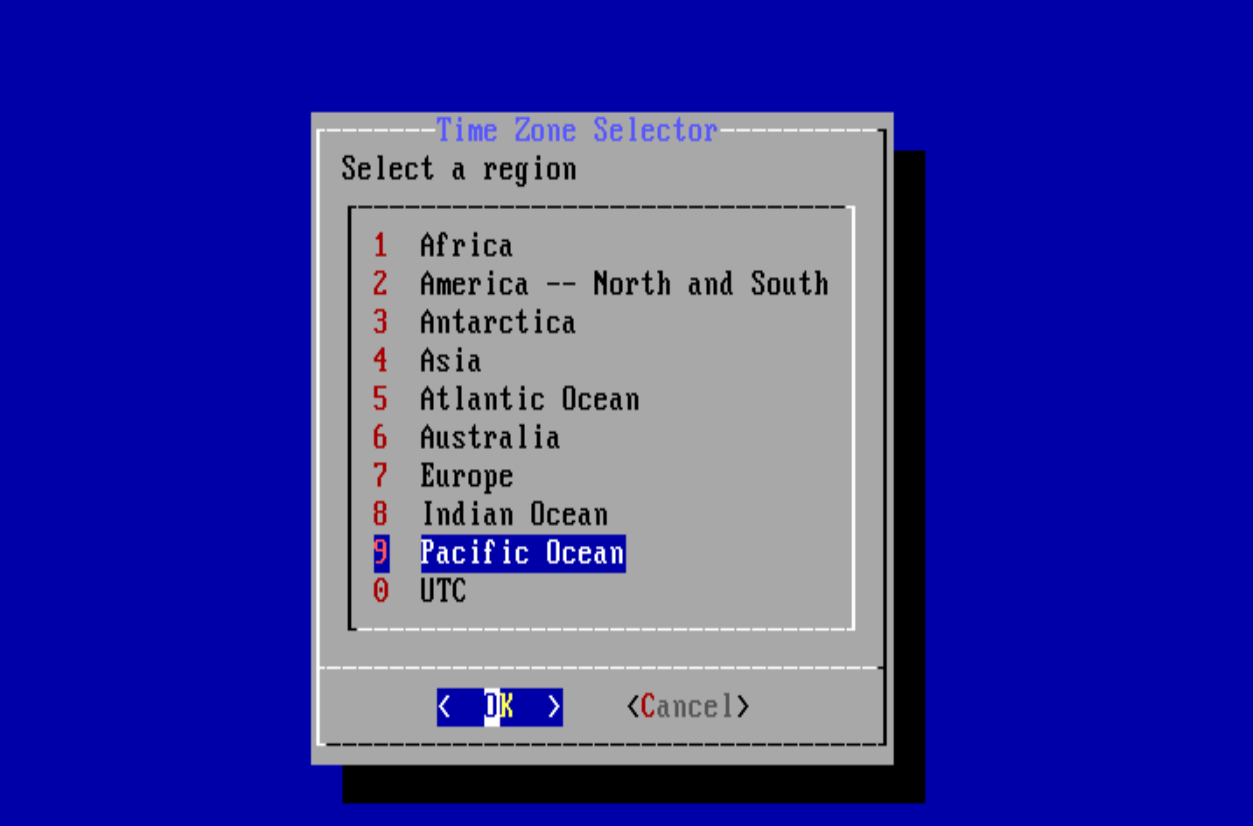 Time Zone Selector
Select a region
1 Africa
2 America -- North and South
3 Antarctica
4 Asia
5 Atlantic Ocean
6 Australia
7 Europe
8 Indian Ocean
9 Pacific Ocean
0 UTC
< OK > <Cancel>